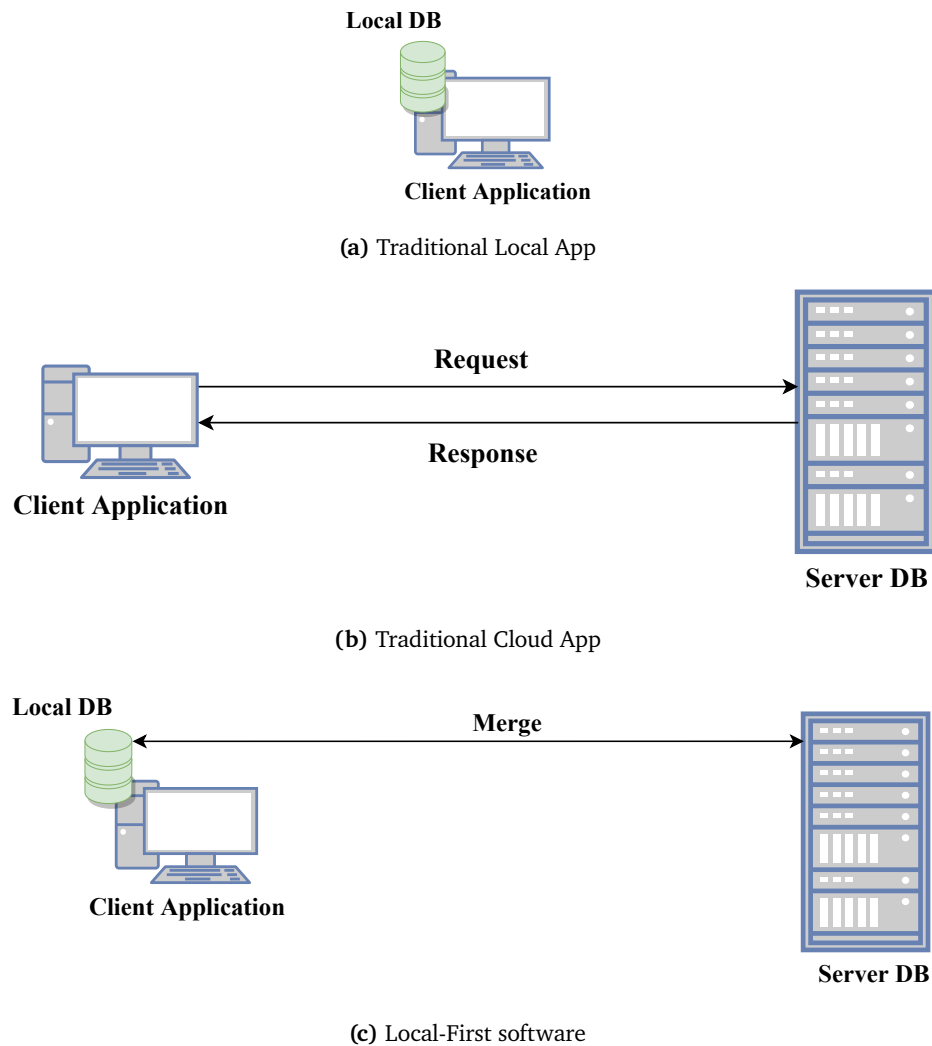 Local DB
Client Application
(a) Traditional Local App
Request
Response
Client Application
Server DB
(b) Traditional Cloud App
Local DB
Merge
Client Application
Server DB
(c) Local-First software